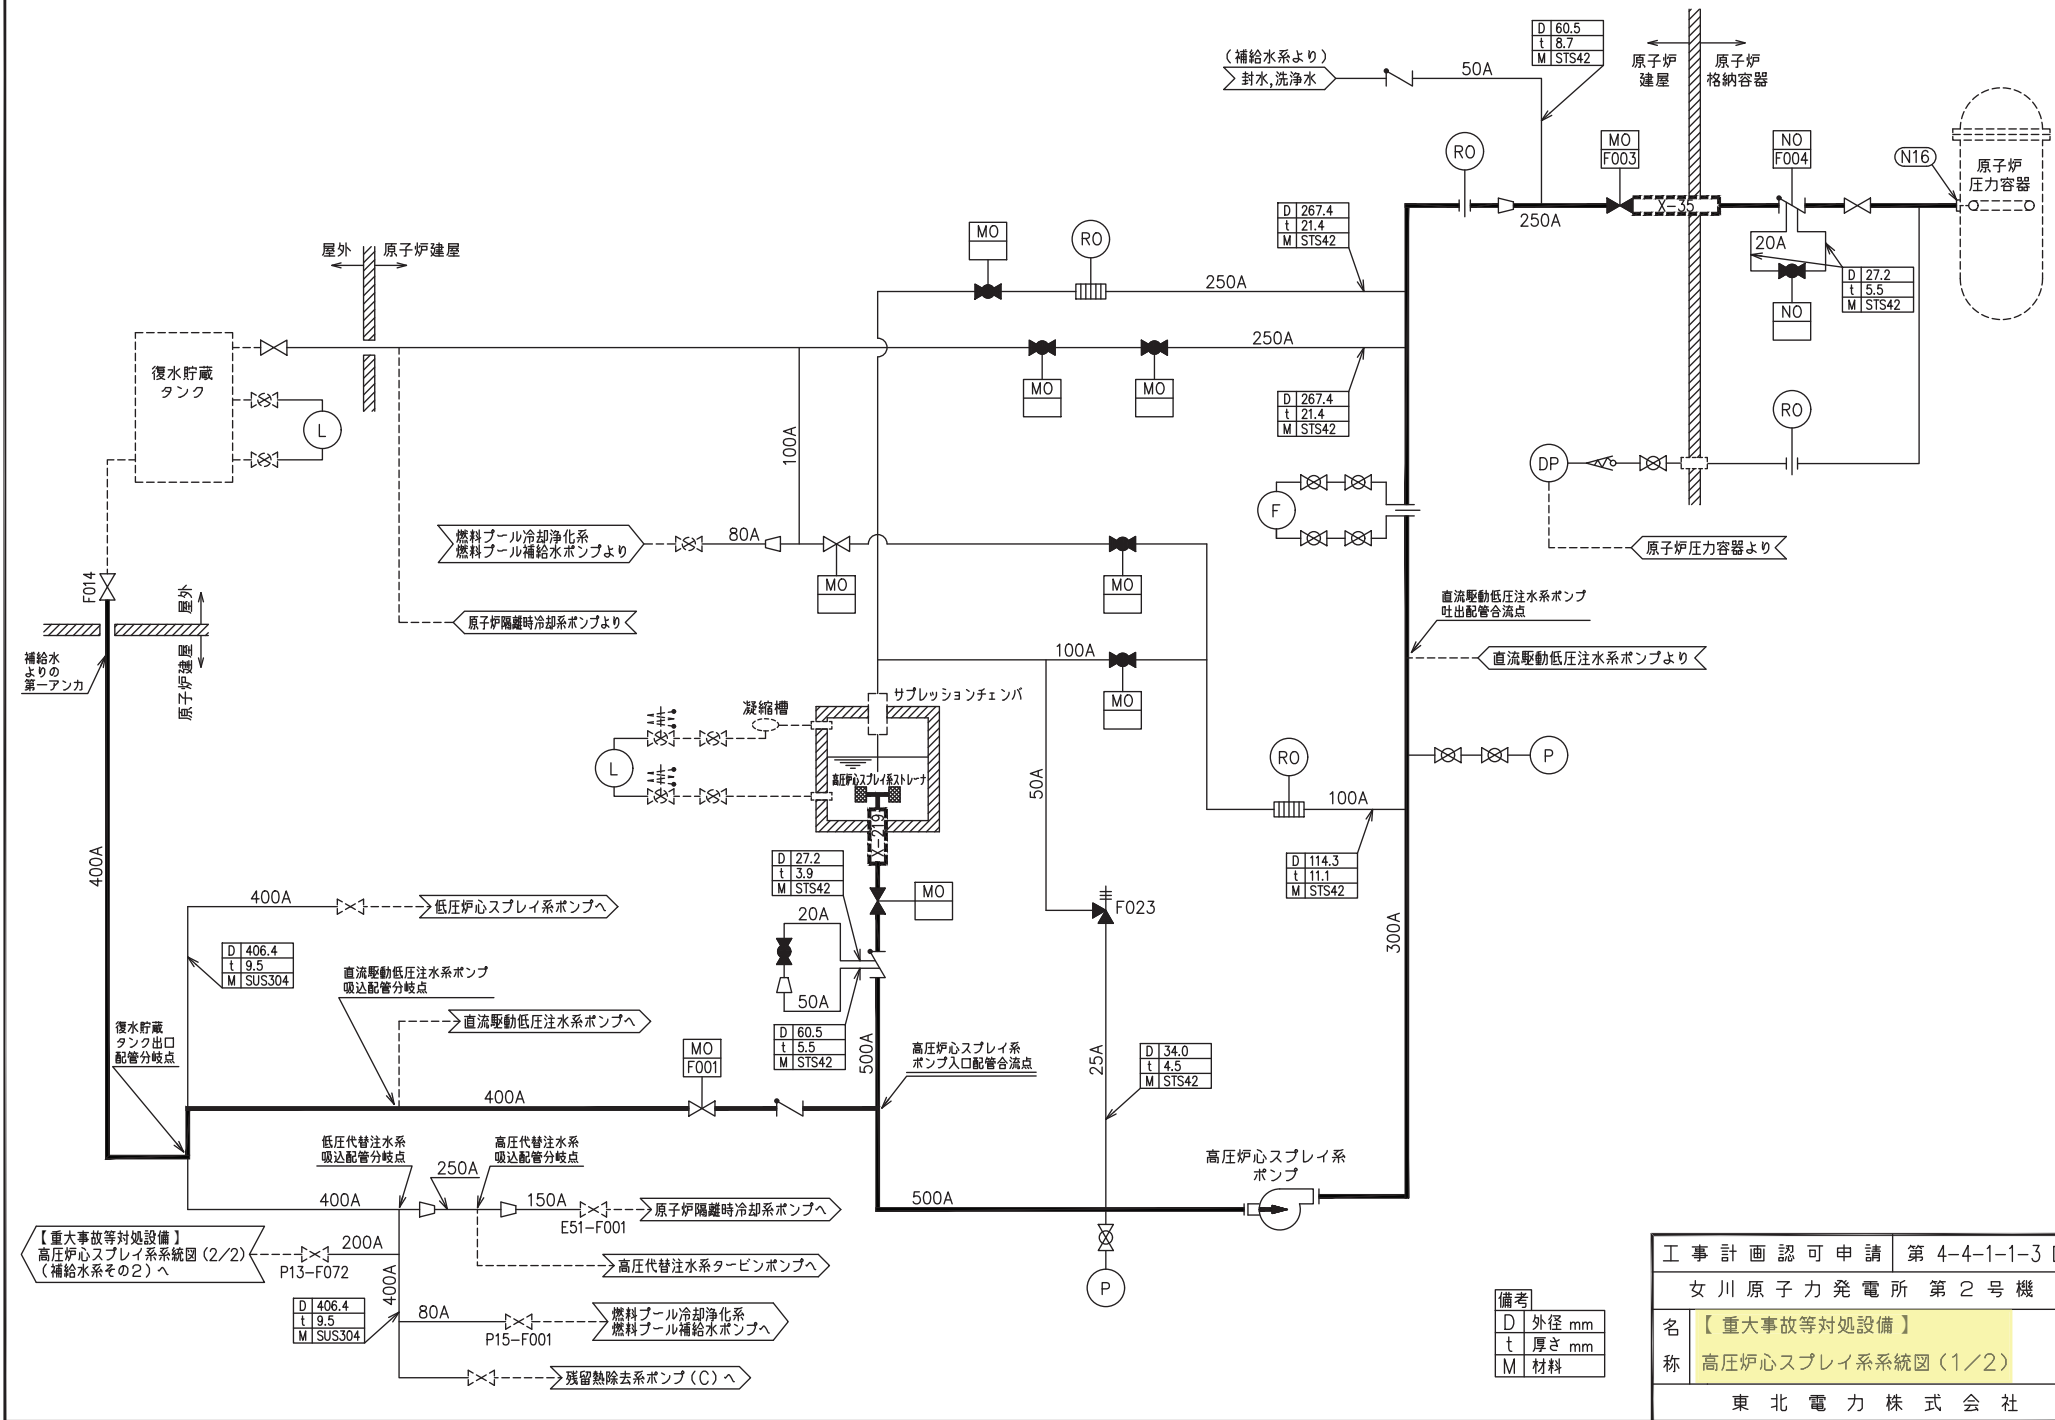 D 60.5
t 8.7
M STS42
(補給水系より)
封水,洗浄水
50A
原子炉
建屋
原子炉
格納容器
RO
MO
F003
NO
F004
N16
原子炉
圧力容器
X-35
250A
20A
D 27.2
t 5.5
M STS42
NO
D 267.4
t 21.4
M STS42
MO
RO
250A
屋外
原子炉建屋
復水貯蔵
タンク
L
250A
MO
MO
D 267.4
t 21.4
M STS42
RO
DP
原子炉圧力容器より
100A
F
燃料プール冷却浄化系
燃料プール補給水ポンプより
80A
MO
MO
原子炉隔離時冷却系ポンプより
F014
屋外
原子炉建屋
補給水
よりの
第一アンカ
直流駆動低圧注水系ポンプ
吐出配管合流点
直流駆動低圧注水系ポンプより
100A
MO
サプレッションチェンバ
凝縮槽
L
高圧炉心スプレイ系ストレーナ
X-219
50A
P
RO
100A
D 114.3
t 11.1
M STS42
400A
300A
D 27.2
t 3.9
M STS42
MO
20A
50A
D 60.5
t 5.5
M STS42
500A
F023
400A
低圧炉心スプレイ系ポンプへ
D 406.4
t 9.5
M SUS304
直流駆動低圧注水系ポンプ
吸込配管分岐点
直流駆動低圧注水系ポンプへ
復水貯蔵
タンク出口
配管分岐点
MO
F001
400A
高圧炉心スプレイ系
ポンプ入口配管合流点
25A
D 34.0
t 4.5
M STS42
低圧代替注水系
吸込配管分岐点
高圧代替注水系
吸込配管分岐点
250A
400A
150A
E51-F001
原子炉隔離時冷却系ポンプへ
500A
高圧炉心スプレイ系
ポンプ
【重大事故等対処設備】
高圧炉心スプレイ系系統図(2/2)
(補給水系その2)へ
P13-F072
200A
400A
高圧代替注水系タービンポンプへ
P
D 406.4
t 9.5
M SUS304
80A
P15-F001
燃料プール冷却浄化系
燃料プール補給水ポンプへ
残留熱除去系ポンプ(C)へ
備考
D 外径 mm
t 厚さ mm
M 材料
工事計画認可申請 第 4-4-1-1-3
女川原子力発電所 第2号機
名称
【重大事故等対処設備】
高圧炉心スプレイ系系統図(1/2)
東北電力株式会社